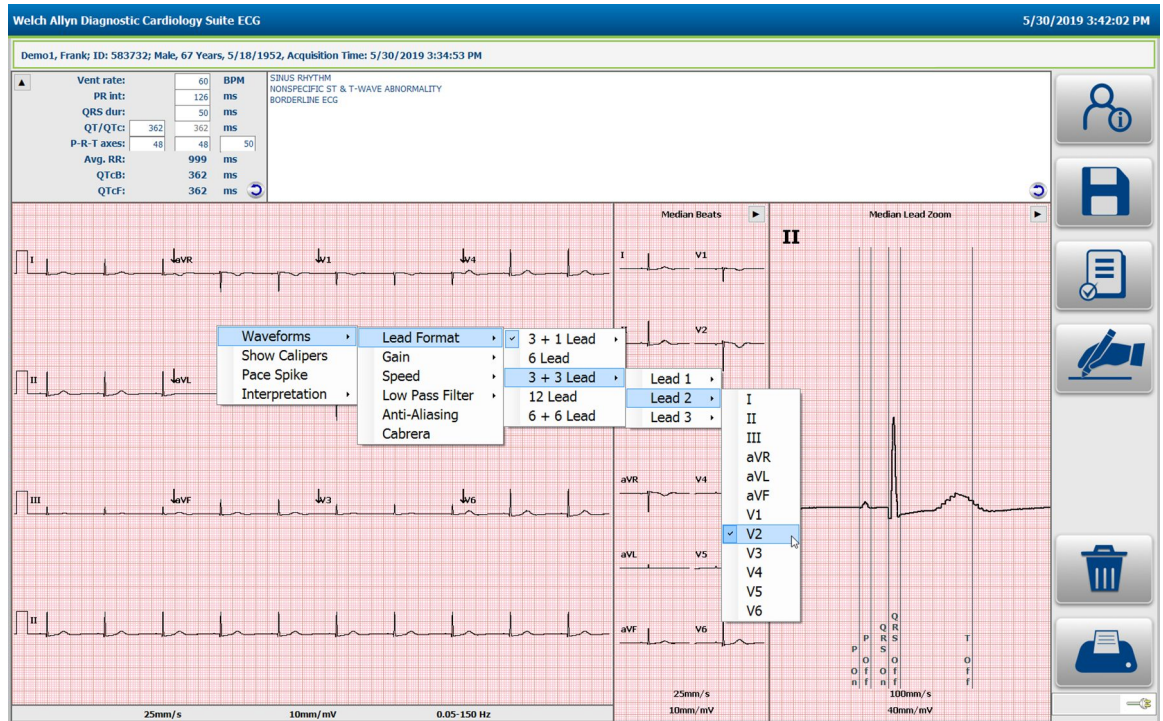 Welch Allyn Diagnostic Cardiology Suite ECG
5/30/2019 3:42:02 PM
Demo1, Frank; ID: 583732; Male, 67 Years, 5/18/1952, Acquisition Time: 5/30/2019 3:34:53 PM
Vent rate: 60 BPM
PR int: 126 ms
QRS dur: 50 ms
QT/QTc: 362 362 ms
P-R-T axes: 48 48 50
Avg. RR: 999 ms
QTcB: 362 ms
QTcF: 362 ms
SINUS RHYTHM
NONSPECIFIC ST & T-WAVE ABNORMALITY
BORDERLINE ECG
I aVR V1 V4
II aVL
III aVF V3 V6
II
25mm/s 10mm/mV 0.05-150 Hz
Waveforms
Show Calipers
Pace Spike
Interpretation
Lead Format
Gain
Speed
Low Pass Filter
Anti-Aliasing
Cabrera
3 + 1 Lead
6 Lead
3 + 3 Lead
12 Lead
6 + 6 Lead
Lead 1
Lead 2
Lead 3
I
II
III
aVR
aVL
aVF
V1
V2
V3
V4
V5
V6
Median Beats
I V1
V2
aVR V4
aVL V5
aVF V6
25mm/s
10mm/mV
Median Lead Zoom
II
P On
P Off
QRS On
QRS Off
T Off
100mm/s
40mm/mV